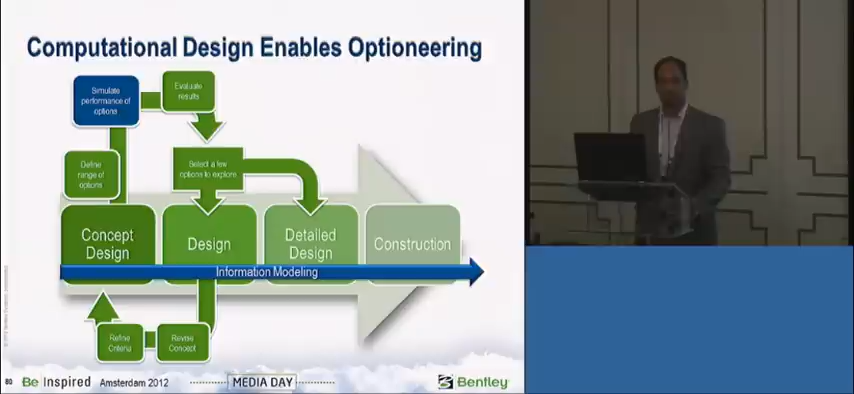 Computational Design Enables Optioneering
Simulate
performance of
options
Evaluate
results
Define
range of
options
Select a few
options to explore
Concept
Design
Design
Detailed
Design
Construction
Information Modeling
Refine
Criteria
Revise
Concept
80 Be Inspired Amsterdam 2012 MEDIA DAY Bentley